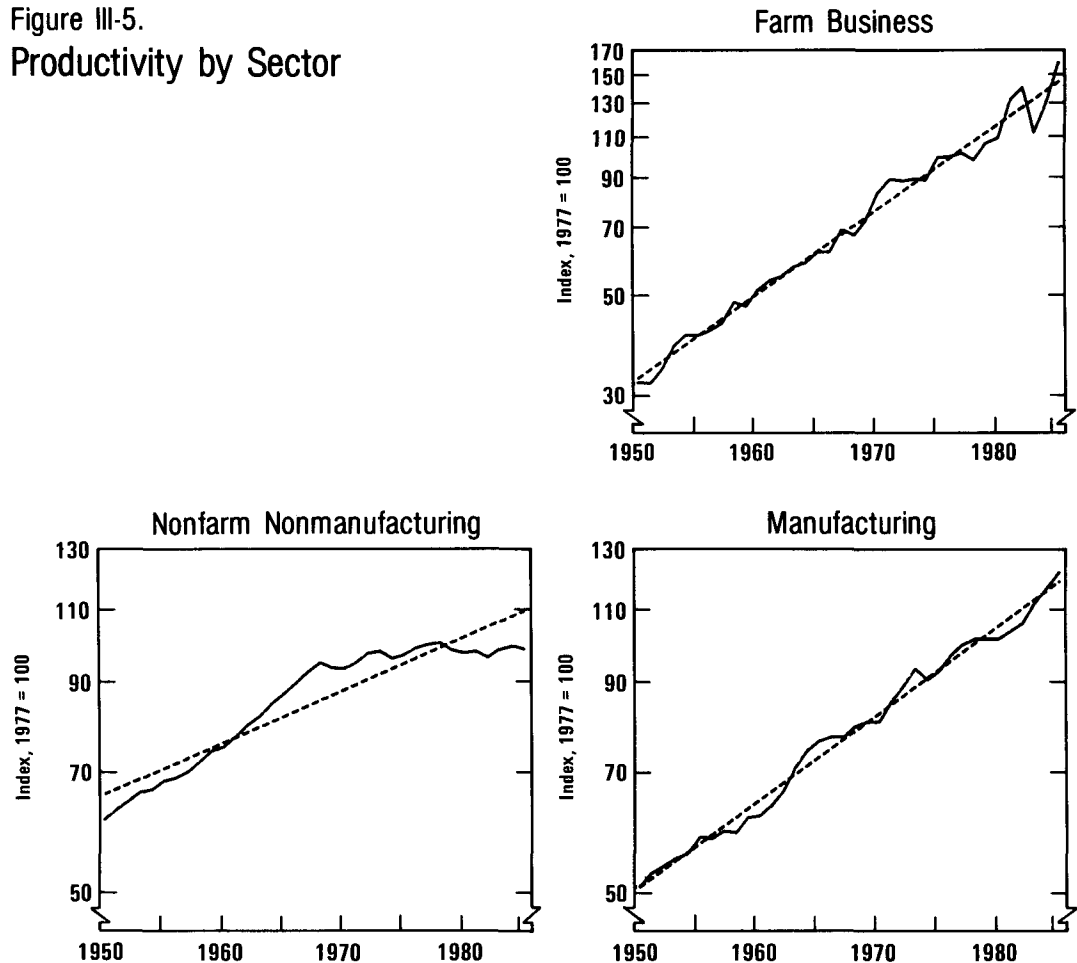 Figure III-5.
Productivity by Sector
Farm Business
170
150
130
110
90
70
50
30
Index, 1977 = 100
1950 1960 1970 1980
Nonfarm Nonmanufacturing
130
110
90
70
50
Index, 1977 = 100
1950 1960 1970 1980
Manufacturing
130
110
90
70
50
Index, 1977 = 100
1950 1960 1970 1980